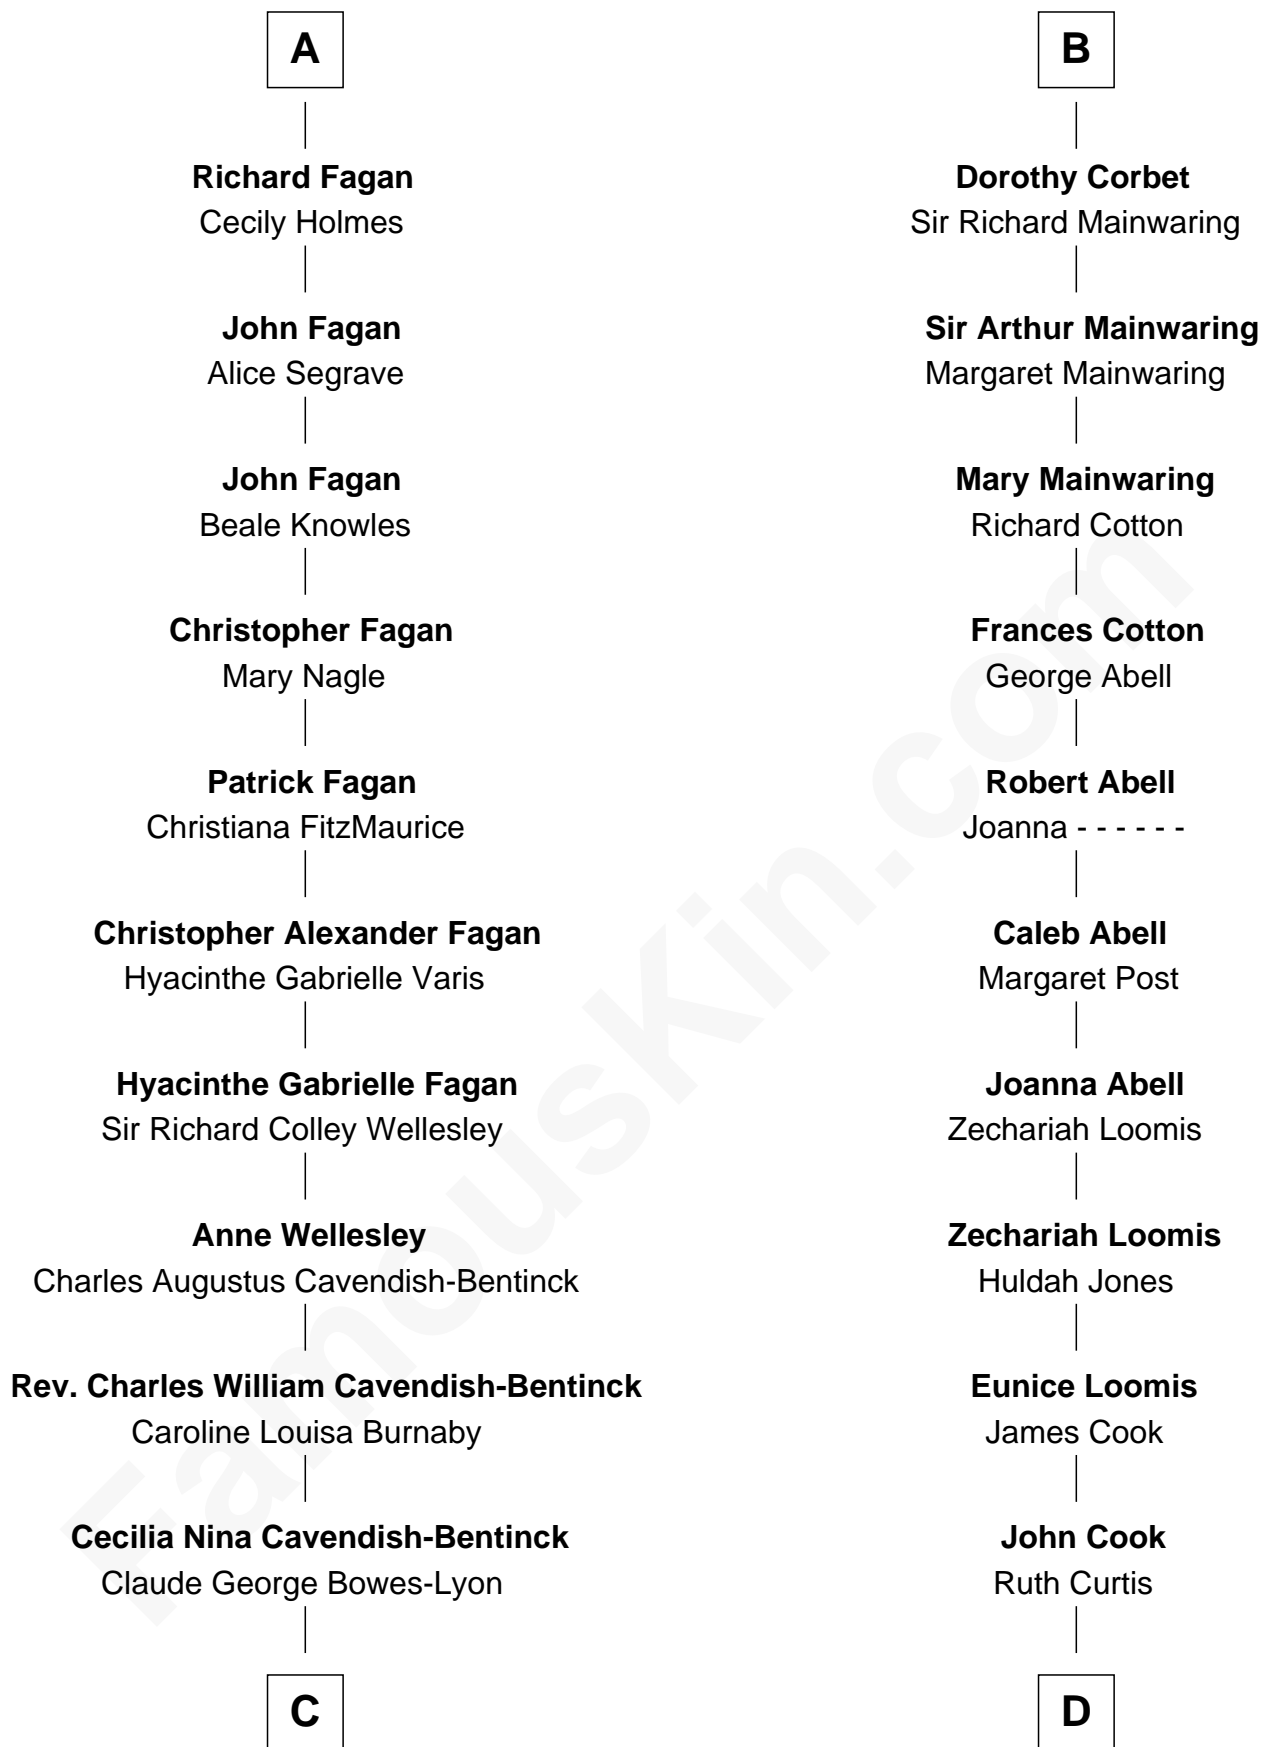 A
Richard Fagan
Cecily Holmes
John Fagan
Alice Segrave
John Fagan
Beale Knowles
Christopher Fagan
Mary Nagle
Patrick Fagan
Christiana FitzMaurice
Christopher Alexander Fagan
Hyacinthe Gabrielle Varis
Hyacinthe Gabrielle Fagan
Sir Richard Colley Wellesley
Anne Wellesley
Charles Augustus Cavendish-Bentinck
Rev. Charles William Cavendish-Bentinck
Caroline Louisa Burnaby
Cecilia Nina Cavendish-Bentinck
Claude George Bowes-Lyon
C
B
Dorothy Corbet
Sir Richard Mainwaring
Sir Arthur Mainwaring
Margaret Mainwaring
Mary Mainwaring
Richard Cotton
Frances Cotton
George Abell
Robert Abell
Joanna - - - - - -
Caleb Abell
Margaret Post
Joanna Abell
Zechariah Loomis
Zechariah Loomis
Huldah Jones
Eunice Loomis
James Cook
John Cook
Ruth Curtis
D
FamousKin.com